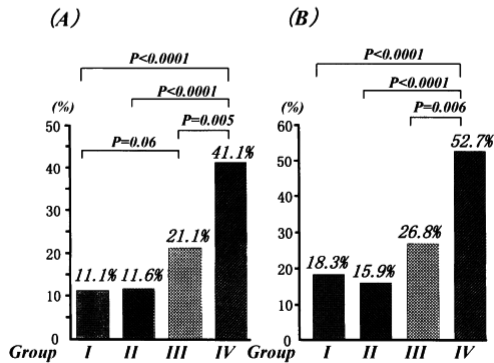 (A)
P<0.0001
P<0.0001
(%)
P=0.005
50
P=0.06
41.1%
40
30
21.1%
20
11.1% 11.6%
10
0
Group I II III IV
(B)
P<0.0001
P<0.0001
(%)
P=0.006
60
52.7%
50
40
30
26.8%
20
18.3%
15.9%
10
0
Group I II III IV